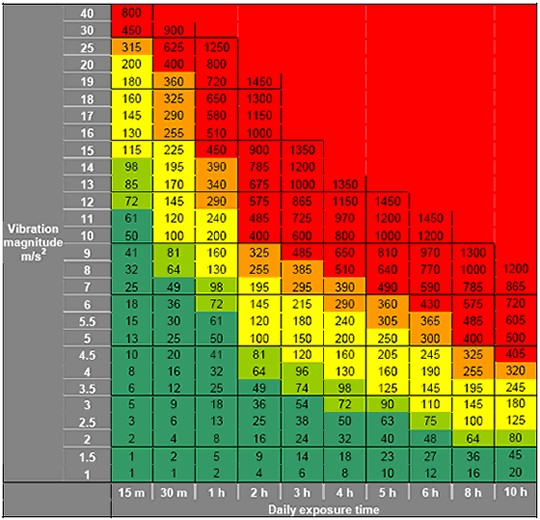 40 800
30 450 900
25 315 625 1250
20 200 400 800
19 180 360 720 1450
18 160 325 650 1300
17 145 290 580 1150
16 130 255 510 1000
15 115 225 450 900 1350
14 98 195 390 785 1200
13 85 170 340 675 1000 1350
12 72 145 290 575 865 1150 1450
11 61 120 240 485 725 970 1200 1450
10 50 100 200 400 600 800 1000 1200
Vibration
magnitude
m/s²
9 41 81 160 325 485 650 810 970 1300
8 32 64 130 255 385 510 640 770 1000 1200
7 25 49 98 195 295 390 490 590 785 865
6 18 36 72 145 215 290 360 430 575 720
5.5 15 30 61 120 180 240 305 365 485 605
5 13 25 50 100 150 200 250 300 400 500
4.5 10 20 41 81 120 160 205 245 325 405
4 8 16 32 64 96 130 160 190 255 320
3.5 6 12 25 49 74 98 125 145 195 245
3 5 9 18 36 54 72 90 110 145 180
2.5 3 6 13 25 38 50 63 75 100 125
2 2 4 8 16 24 32 40 48 64 80
1.5 1 2 5 9 14 18 23 27 36 45
1 1 1 2 4 6 8 10 12 16 20
15 m 30 m 1 h 2 h 3 h 4 h 5 h 6 h 8 h 10 h
Daily exposure time